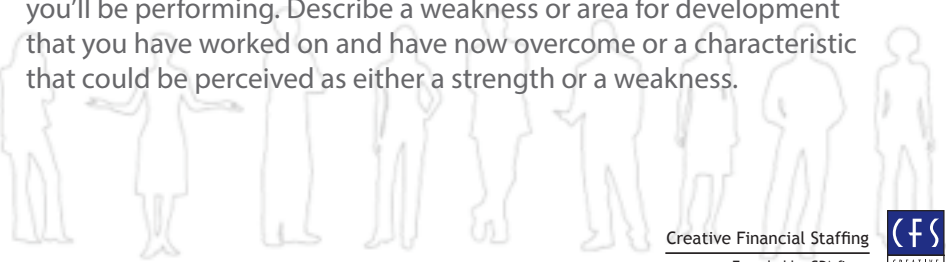 you'll be performing. Describe a weakness or area for development
that you have worked on and have now overcome or a characteristic
that could be perceived as either a strength or a weakness.
Creative Financial Staffing
CFS